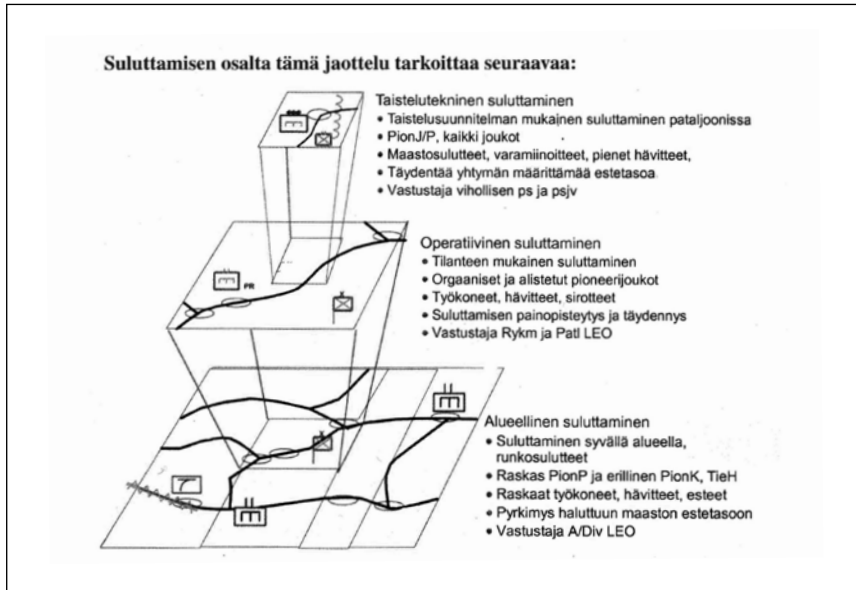 Suluttamisen osalta tämä jaottelu tarkoittaa seuraavaa:
Taistelutekninen suluttaminen
• Taistelusuunnitelman mukainen suluttaminen pataljoonissa
• PionJ/P, kaikki joukot
• Maastosulutteet, varamiinoitteet, pienet hävitteet,
• Täydentää yhtymän määrittämää estetasoa
• Vastustaja vihollisen ps ja psjv
Operatiivinen suluttaminen
• Tilanteen mukainen suluttaminen
• Orgaaniset ja alistetut pioneerijoukot
• Työkoneet, hävitteet, sirotteet
• Suluttamisen painopisteytys ja täydennys
• Vastustaja Rykm ja Patl LEO
PR
Alueellinen suluttaminen
• Suluttaminen syvällä alueella,
runkosulutteet
• Raskas PionP ja erillinen PionK, TieH
• Raskaat työkoneet, hävitteet, esteet
• Pyrkimys haluttuun maaston estetasoon
• Vastustaja A/Div LEO